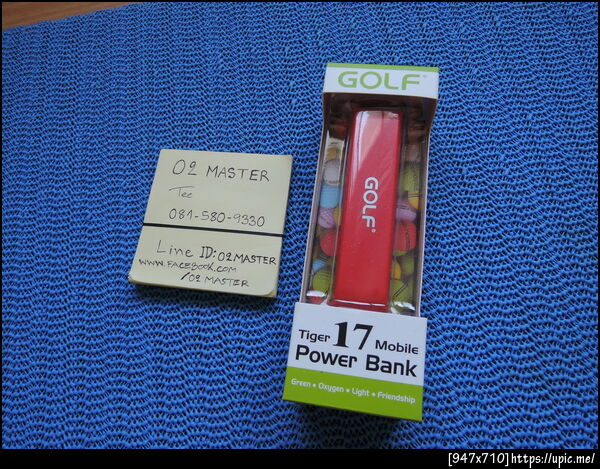 O2 MASTER
Tee
081-580-9330
Line ID: O2MASTER
WWW.FACEBOOK.COM
/O2 MASTER
GOLF®
GOLF®
Tiger 17 Mobile
Power Bank
Green • Oxygen • Light • Friendship
[947x710]https://upic.me/